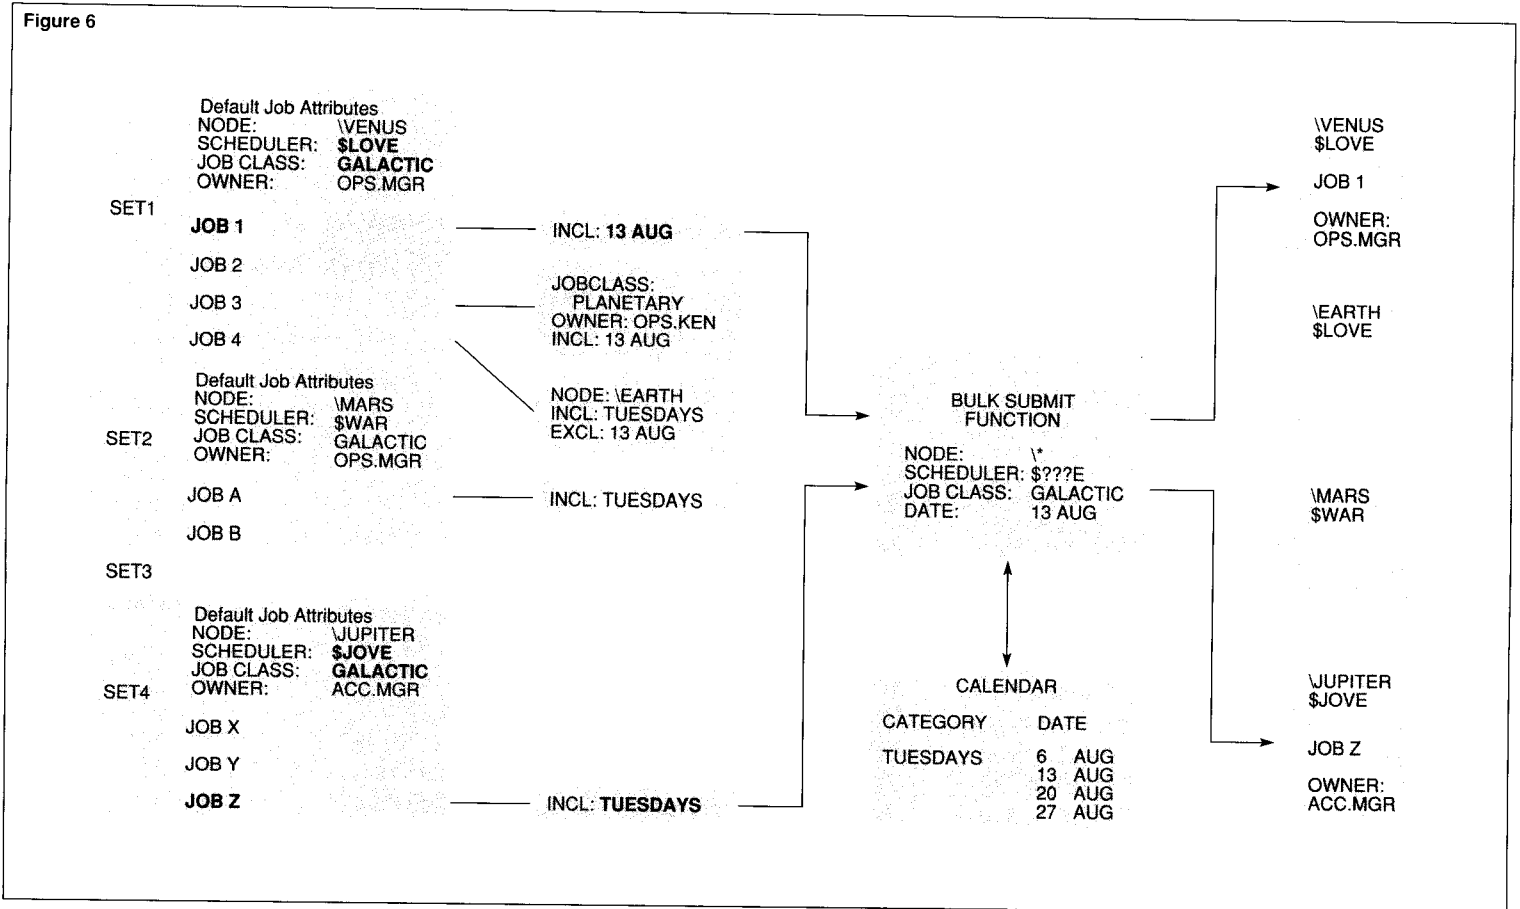 Figure 6
Default Job Attributes
NODE: \VENUS
SCHEDULER: $LOVE
JOB CLASS: GALACTIC
OWNER: OPS.MGR
SET1
JOB 1
JOB 2
JOB 3
JOB 4
Default Job Attributes
NODE: \MARS
SCHEDULER: $WAR
JOB CLASS: GALACTIC
OWNER: OPS.MGR
SET2
JOB A
JOB B
SET3
Default Job Attributes
NODE: \JUPITER
SCHEDULER: $JOVE
JOB CLASS: GALACTIC
OWNER: ACC.MGR
SET4
JOB X
JOB Y
JOB Z
INCL: 13 AUG
JOBCLASS:
PLANETARY
OWNER: OPS.KEN
INCL: 13 AUG
NODE: \EARTH
INCL: TUESDAYS
EXCL: 13 AUG
INCL: TUESDAYS
INCL: TUESDAYS
BULK SUBMIT
FUNCTION
NODE: \*
SCHEDULER: $???E
JOB CLASS: GALACTIC
DATE: 13 AUG
CALENDAR
CATEGORY DATE
TUESDAYS 6 AUG
13 AUG
20 AUG
27 AUG
\VENUS
$LOVE
JOB 1
OWNER:
OPS.MGR
\EARTH
$LOVE
\MARS
$WAR
\JUPITER
$JOVE
JOB Z
OWNER:
ACC.MGR